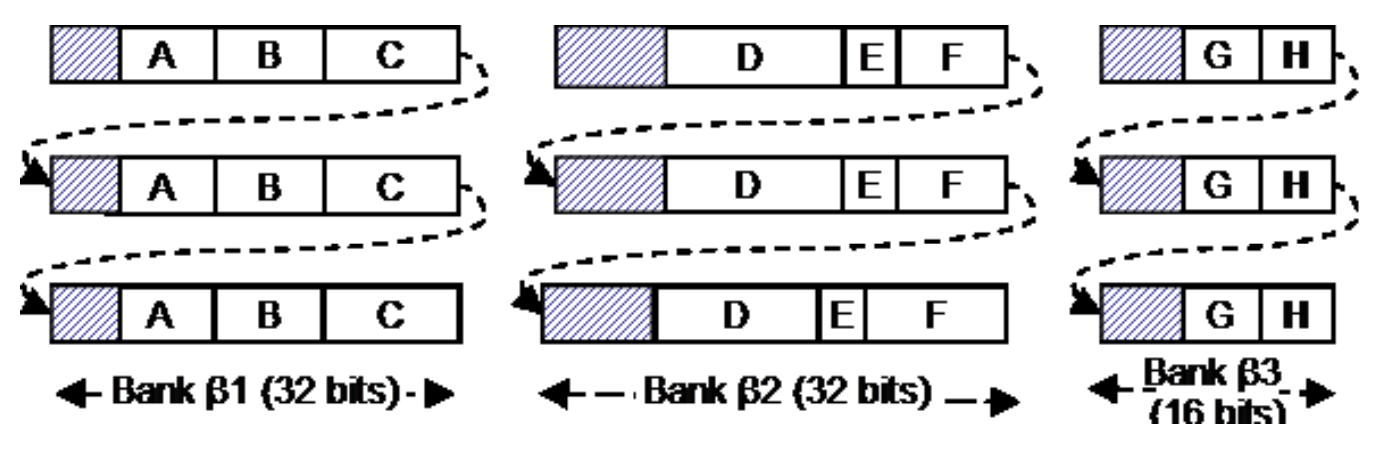 A B C D E F G H
A B C D E F G H
A B C D E F G H
Bank β1 (32 bits) Bank β2 (32 bits) Bank β3
(16 bits)